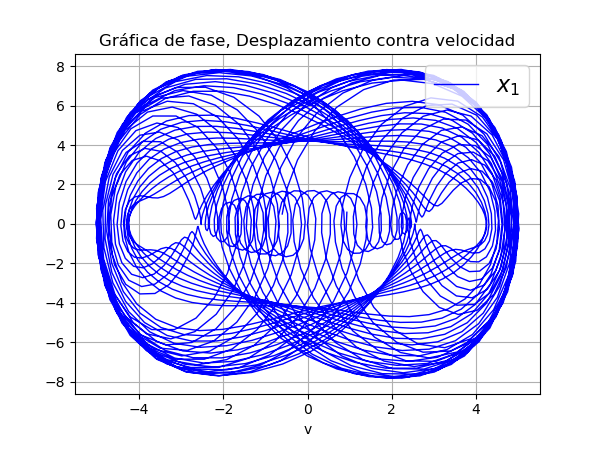 Gráfica de fase, Desplazamiento contra velocidad
x₁
8
6
4
2
0
−2
−4
−6
−8
−4 −2 0 2 4
v